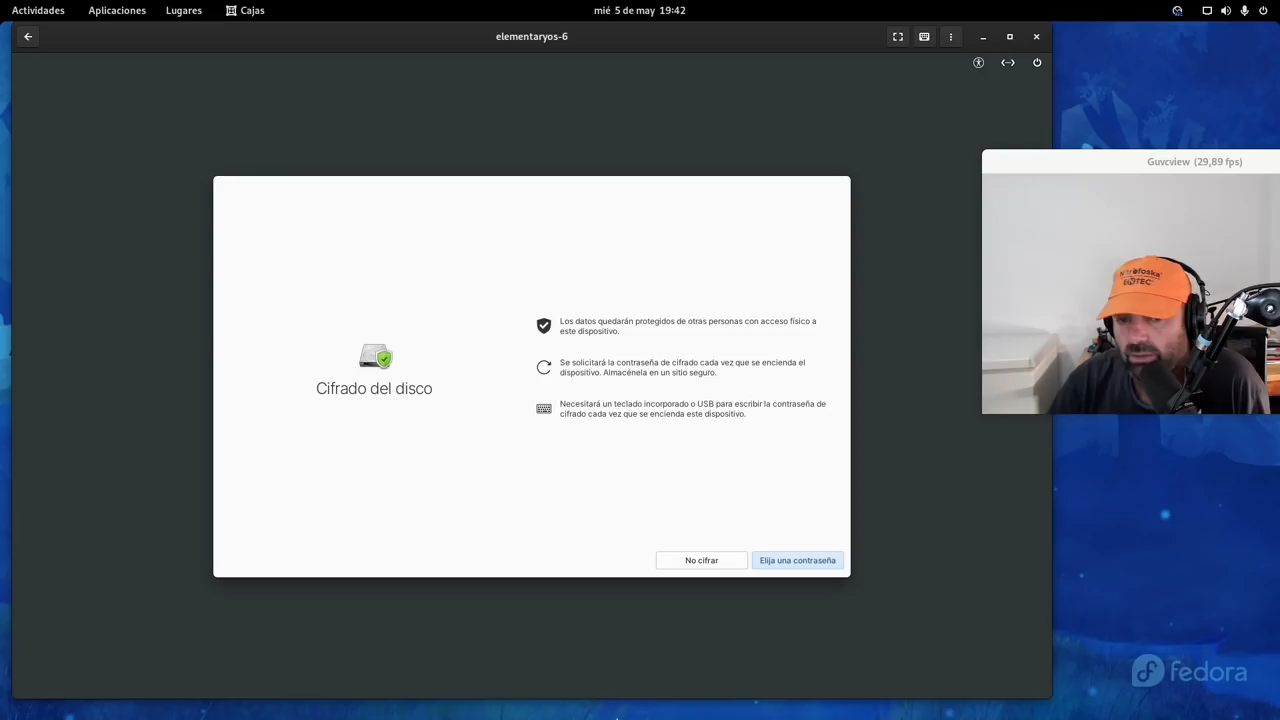 Actividades
Aplicaciones
Lugares
Cajas
mié 5 de may 19:42
elementaryos-6
Guvcview (29,89 fps)
Los datos quedarán protegidos de otras personas con acceso físico a
este dispositivo.
Se solicitará la contraseña de cifrado cada vez que se encienda el
dispositivo. Almacénela en un sitio seguro.
Cifrado del disco
Necesitará un teclado incorporado o USB para escribir la contraseña de
cifrado cada vez que se encienda este dispositivo.
No cifrar
Elija una contraseña
fedora